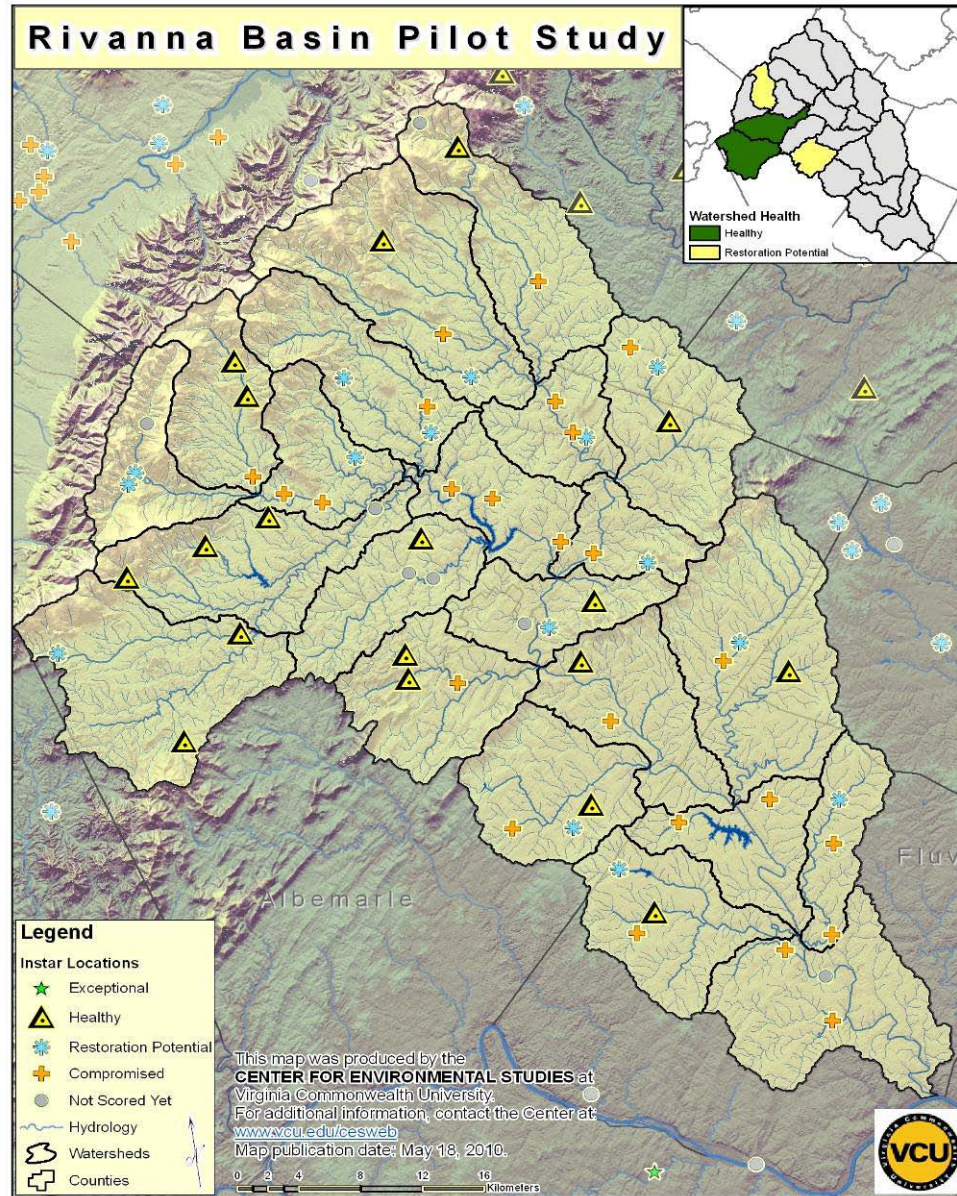 Rivanna Basin Pilot Study
Watershed Health
Healthy
Restoration Potential
Albemarle
Fluv
Legend
Instar Locations
Exceptional
Healthy
Restoration Potential
Compromised
Not Scored Yet
Hydrology
Watersheds
Counties
This map was produced by the
CENTER FOR ENVIRONMENTAL STUDIES at
Virginia Commonwealth University.
For additional information, contact the Center at:
www.vcu.edu/cesweb
Map publication date: May 18, 2010.
0 2 4 8 12 16
Kilometers
Virginia Commonwealth University
VCU